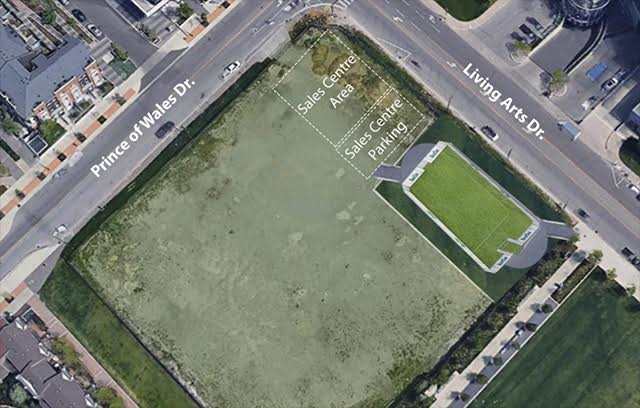 Prince of Wales Dr.
Sales Centre
Area
Sales Centre
Parking
Living Arts Dr.